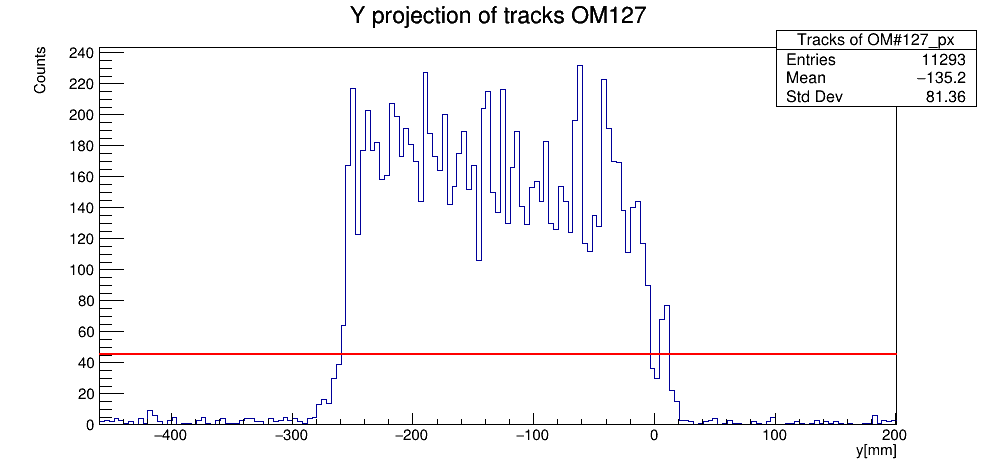 Y projection of tracks OM127
Tracks of OM#127_px
Entries 11293
Mean −135.2
Std Dev 81.36
Counts
240
220
200
180
160
140
120
100
80
60
40
20
0
−400 −300 −200 −100 0 100 200
y[mm]